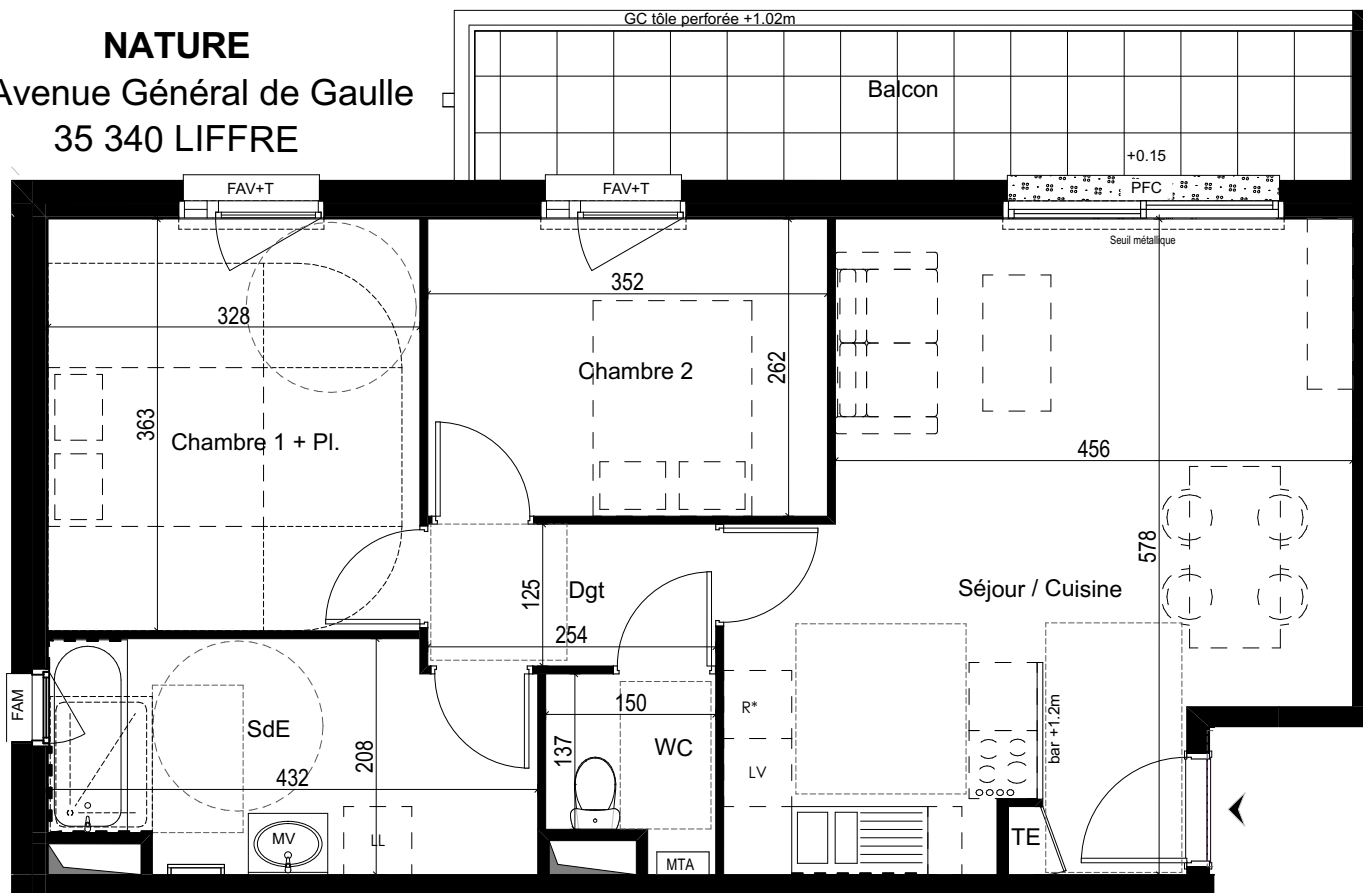 NATURE
Avenue Général de Gaulle
35 340 LIFFRE
GC tôle perforée +1.02m
Balcon
+0.15
FAV+T
FAV+T
PFC
Seuil métallique
328
352
363
Chambre 1 + Pl.
Chambre 2
262
456
578
Séjour / Cuisine
125
Dgt
254
FAM
SdE
208
432
MV
LL
150
137
WC
MTA
R*
LV
bar +1.2m
TE